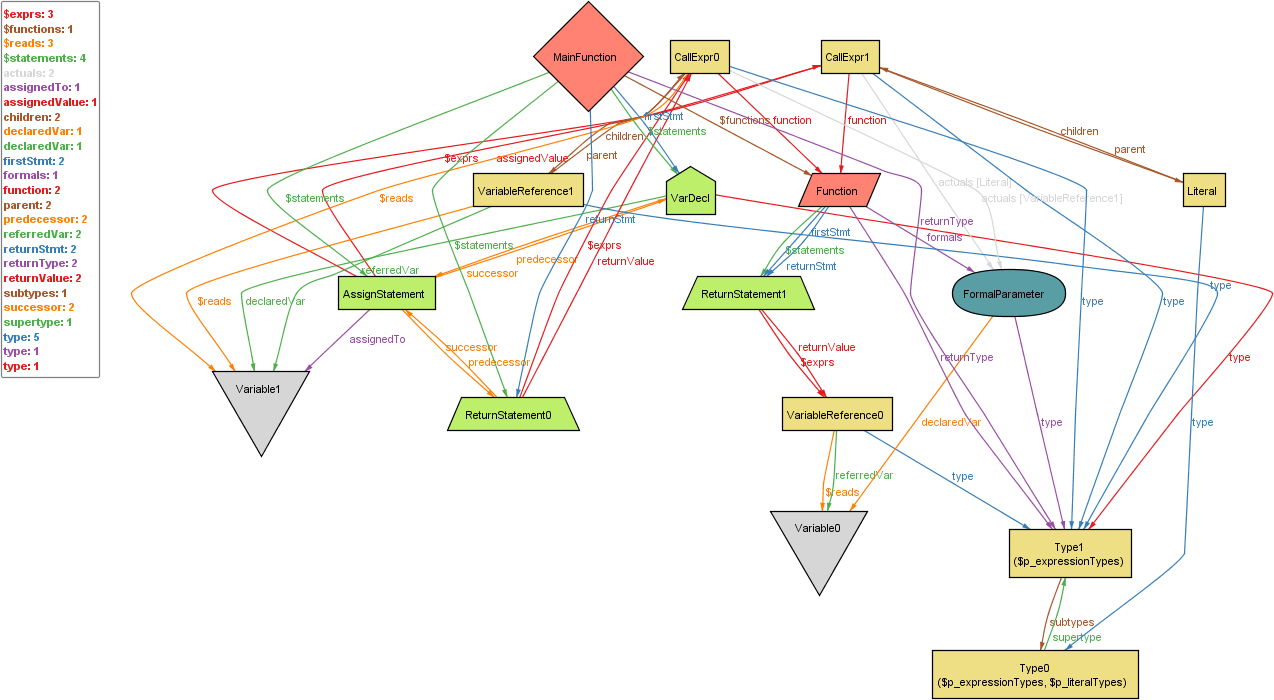 $exprs: 3
$functions: 1
$reads: 3
$statements: 4
actuals: 2
assignedTo: 1
assignedValue: 1
children: 2
declaredVar: 1
declaredVar: 1
firstStmt: 2
formals: 1
function: 2
parent: 2
predecessor: 2
referredVar: 2
returnStmt: 2
returnType: 2
returnValue: 2
subtypes: 1
successor: 2
supertype: 1
type: 5
type: 1
type: 1
MainFunction
CallExpr0
CallExpr1
firstStmt
$functions
function
function
$statements
children
children
parent
parent
$exprs
assignedValue
actuals [Literal]
actuals [VariableReference1]
VariableReference1
VarDecl
Function
Literal
$statements
$reads
returnStmt
returnType
firstStmt
formals
$statements
$exprs
$statements
predecessor
returnValue
returnStmt
referredVar
successor
type
AssignStatement
ReturnStatement1
FormalParameter
$reads
declaredVar
type
type
assignedTo
successor
predecessor
returnValue
$exprs
returnType
type
Variable1
ReturnStatement0
VariableReference0
declaredVar
type
type
referredVar
type
$reads
Variable0
Type1
($p_expressionTypes)
subtypes
supertype
Type0
($p_expressionTypes, $p_literalTypes)